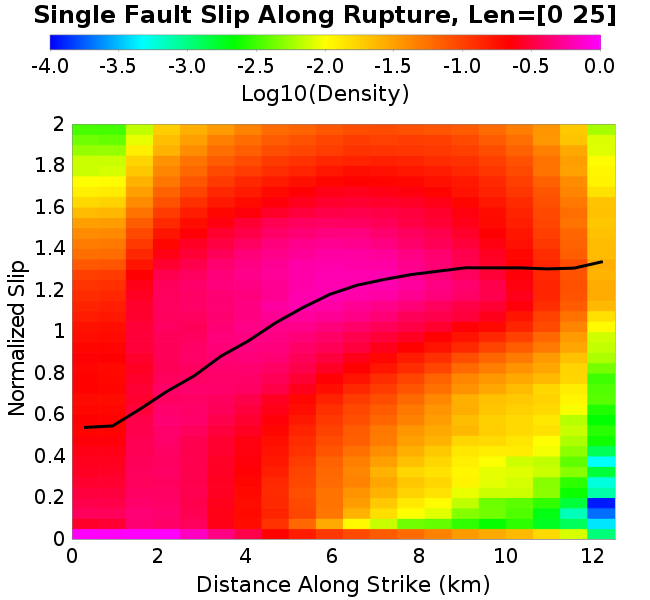 Single Fault Slip Along Rupture, Len=[0 25]
-4.0 -3.5 -3.0 -2.5 -2.0 -1.5 -1.0 -0.5 0.0
Log10(Density)
Normalized Slip
2
1.8
1.6
1.4
1.2
1
0.8
0.6
0.4
0.2
0
0 2 4 6 8 10 12
Distance Along Strike (km)